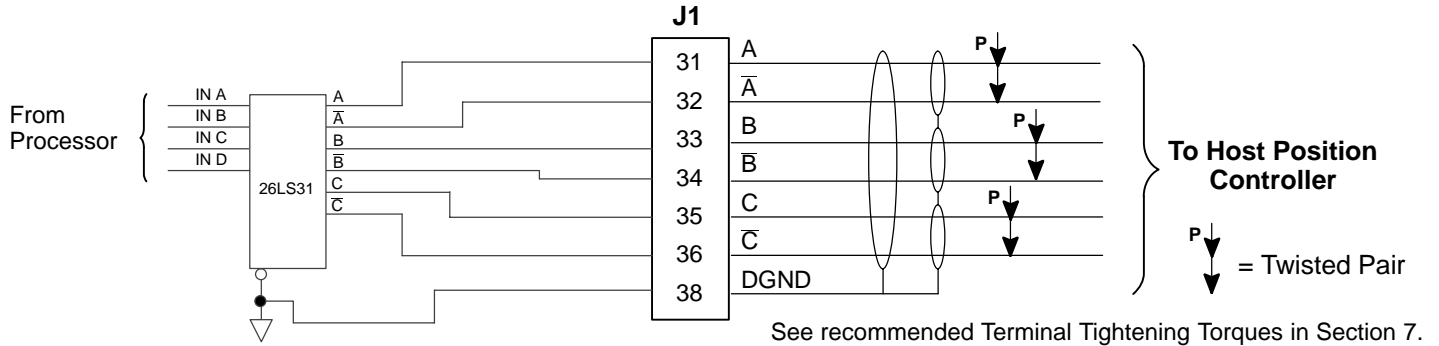 J1
From
Processor
IN A
IN B
IN C
IN D
26LS31
A
A̅
B
B̅
C
C̅
31
32
33
34
35
36
38
A
A̅
B
B̅
C
C̅
DGND
P
P
P
To Host Position
Controller
P
= Twisted Pair
See recommended Terminal Tightening Torques in Section 7.